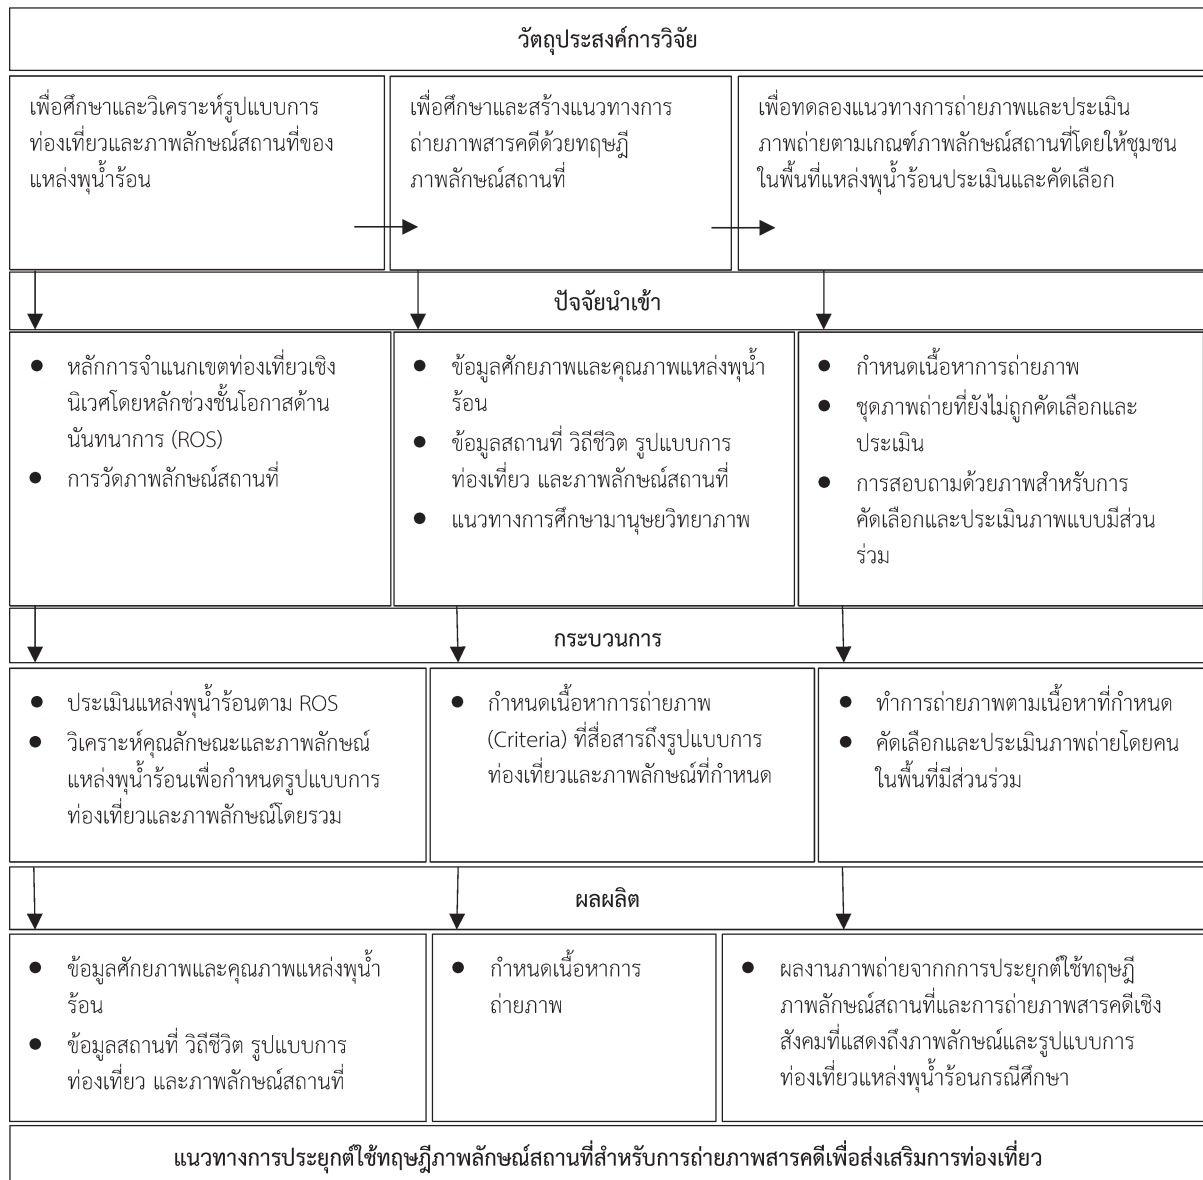 วัตถุประสงค์การวิจัย
เพื่อศึกษาและวิเคราะห์รูปแบบการ
ท่องเที่ยวและภาพลักษณ์สถานที่ของ
แหล่งพุน้ำร้อน
เพื่อศึกษาและสร้างแนวทางการ
ถ่ายภาพสารคดีด้วยทฤษฎี
ภาพลักษณ์สถานที่
เพื่อทดลองแนวทางการถ่ายภาพและประเมิน
ภาพถ่ายตามเกณฑ์ภาพลักษณ์สถานที่โดยให้ชุมชน
ในพื้นที่แหล่งพุน้ำร้อนประเมินและคัดเลือก
ปัจจัยนำเข้า
● หลักการจำแนกเขตท่องเที่ยวเชิง
นิเวศโดยหลักช่วงชั้นโอกาสด้าน
นันทนาการ (ROS)
● การวัดภาพลักษณ์สถานที่
● ข้อมูลศักยภาพและคุณภาพแหล่งพุน้ำ
ร้อน
● ข้อมูลสถานที่ วิถีชีวิต รูปแบบการ
ท่องเที่ยว และภาพลักษณ์สถานที่
● แนวทางการศึกษามานุษยวิทยาภาพ
● กำหนดเนื้อหาการถ่ายภาพ
● ชุดภาพถ่ายที่ยังไม่ถูกคัดเลือกและ
ประเมิน
● การสอบถามด้วยภาพสำหรับการ
คัดเลือกและประเมินภาพแบบมีส่วน
ร่วม
กระบวนการ
● ประเมินแหล่งพุน้ำร้อนตาม ROS
● วิเคราะห์คุณลักษณะและภาพลักษณ์
แหล่งพุน้ำร้อนเพื่อกำหนดรูปแบบการ
ท่องเที่ยวและภาพลักษณ์โดยรวม
● กำหนดเนื้อหาการถ่ายภาพ
(Criteria) ที่สื่อสารถึงรูปแบบการ
ท่องเที่ยวและภาพลักษณ์ที่กำหนด
● ทำการถ่ายภาพตามเนื้อหาที่กำหนด
● คัดเลือกและประเมินภาพถ่ายโดยคน
ในพื้นที่มีส่วนร่วม
ผลผลิต
● ข้อมูลศักยภาพและคุณภาพแหล่งพุน้ำ
ร้อน
● ข้อมูลสถานที่ วิถีชีวิต รูปแบบการ
ท่องเที่ยว และภาพลักษณ์สถานที่
● กำหนดเนื้อหาการ
ถ่ายภาพ
● ผลงานภาพถ่ายจากกการประยุกต์ใช้ทฤษฎี
ภาพลักษณ์สถานที่และการถ่ายภาพสารคดีเชิง
สังคมที่แสดงถึงภาพลักษณ์และรูปแบบการ
ท่องเที่ยวแหล่งพุน้ำร้อนกรณีศึกษา
แนวทางการประยุกต์ใช้ทฤษฎีภาพลักษณ์สถานที่สำหรับการถ่ายภาพสารคดีเพื่อส่งเสริมการท่องเที่ยว